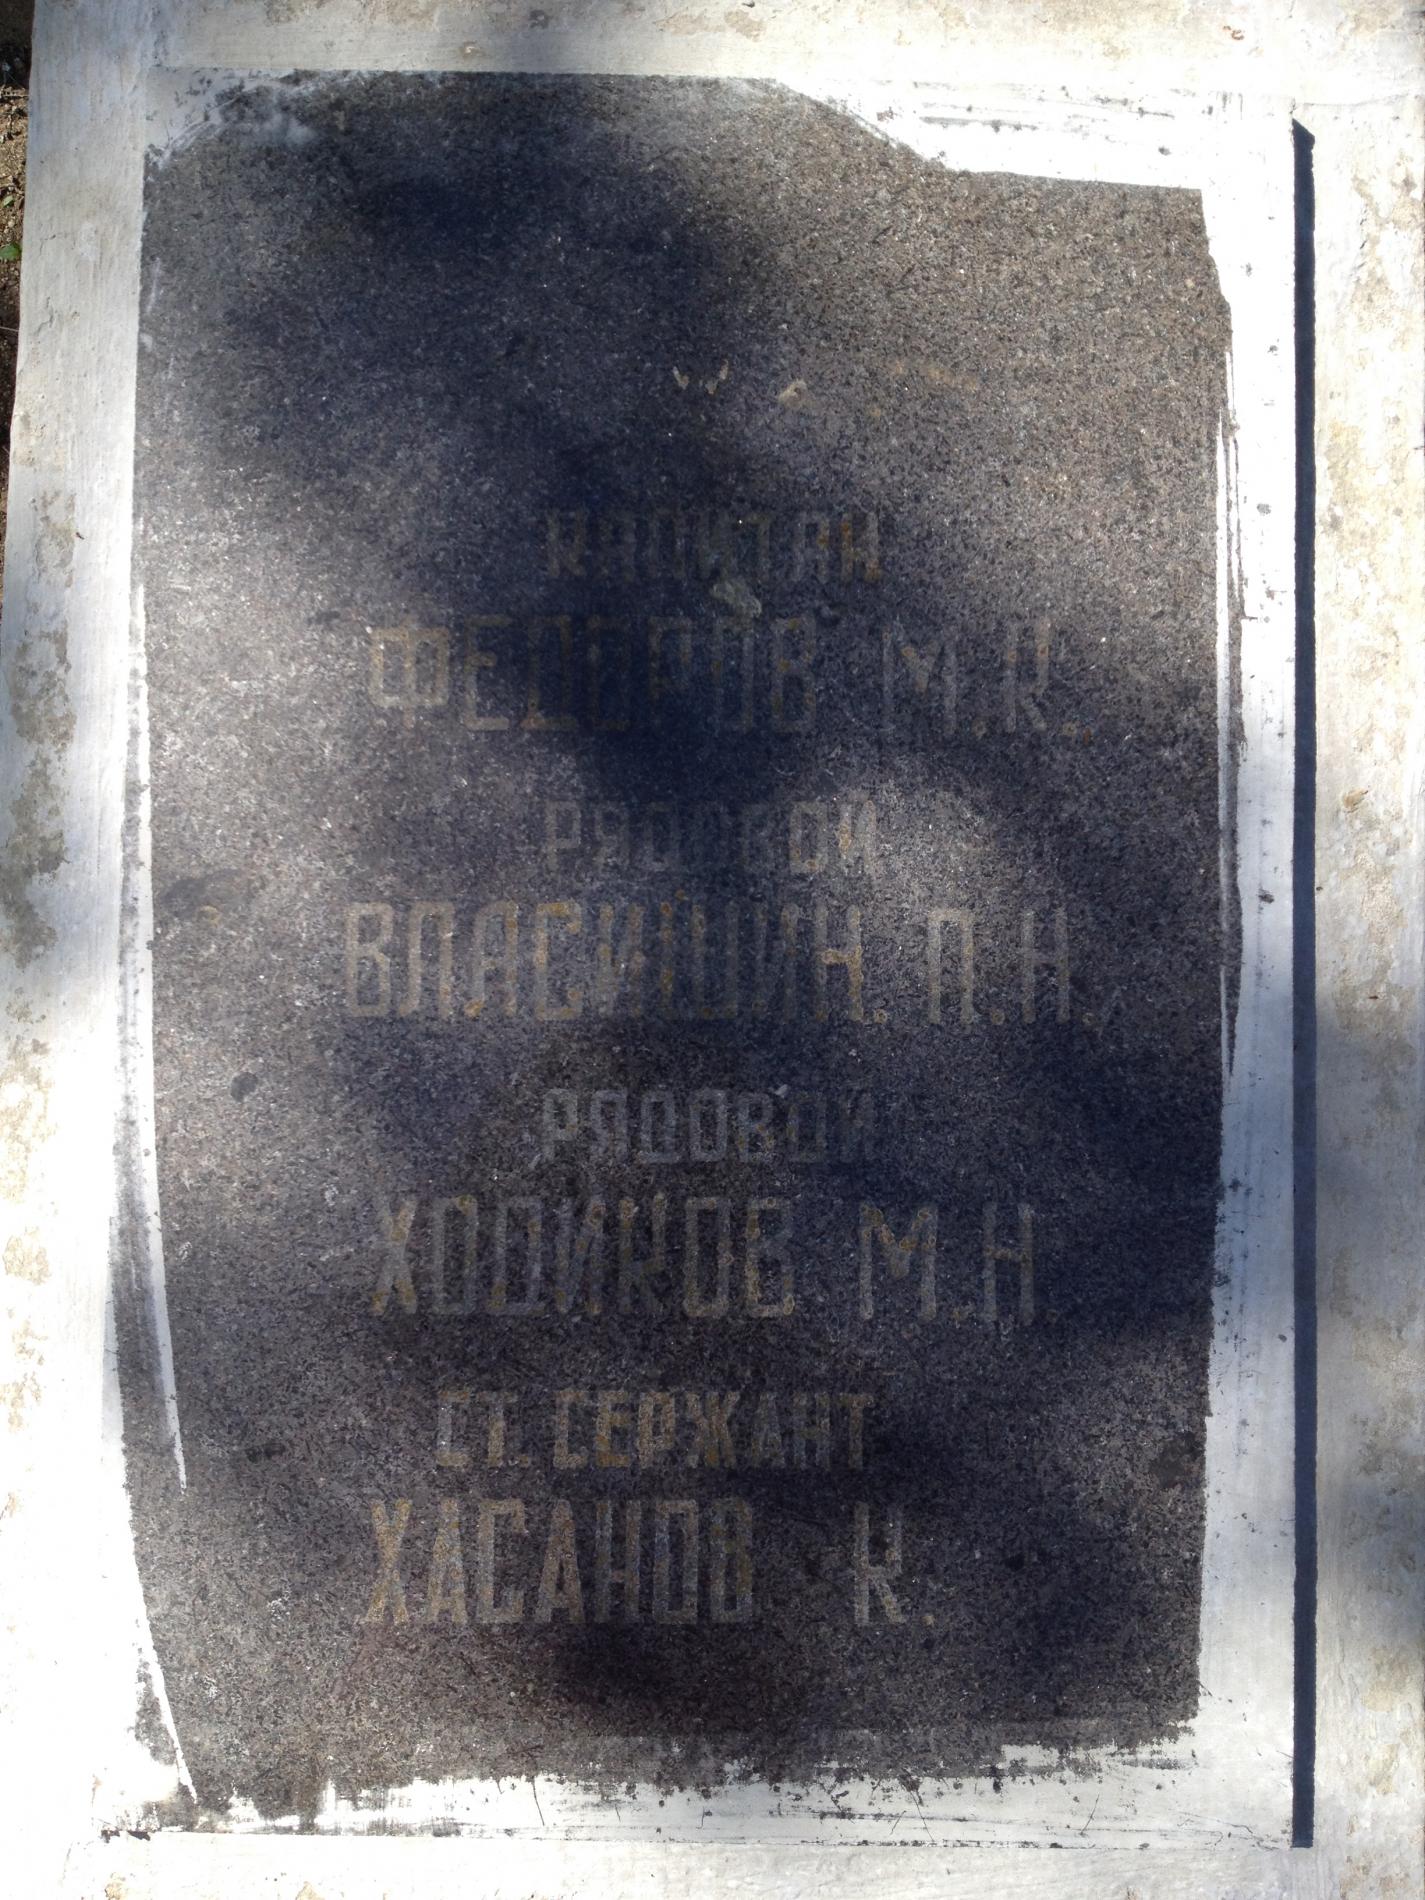 КАПИТАН
ФЕДОРОВ М.К.
РЯДОВОЙ
ВЛАСИШИН. П.Н.
РЯДОВОЙ
ХОДИКОВ М.Н.
СТ. СЕРЖАНТ
ХАСАНОВ К.